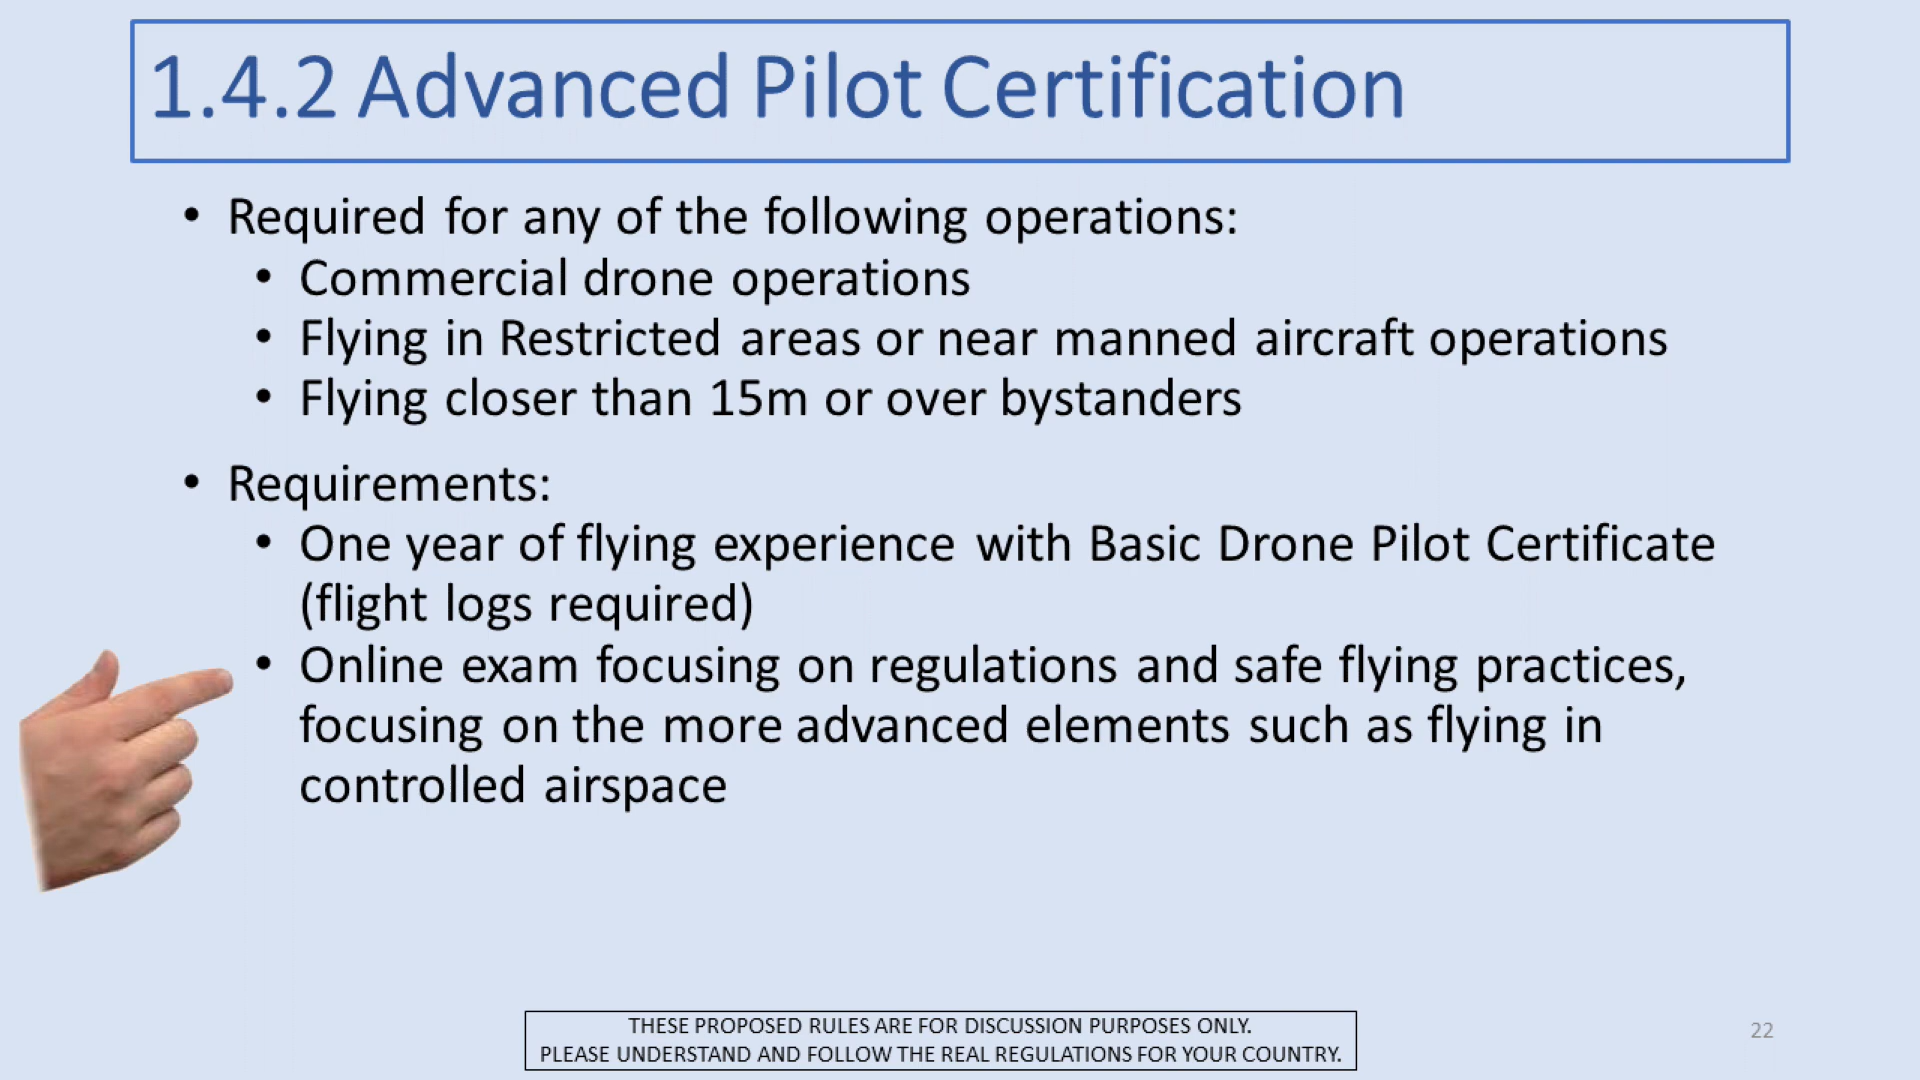 1.4.2 Advanced Pilot Certification
• Required for any of the following operations:
• Commercial drone operations
• Flying in Restricted areas or near manned aircraft operations
• Flying closer than 15m or over bystanders
• Requirements:
• One year of flying experience with Basic Drone Pilot Certificate
(flight logs required)
• Online exam focusing on regulations and safe flying practices,
focusing on the more advanced elements such as flying in
controlled airspace
THESE PROPOSED RULES ARE FOR DISCUSSION PURPOSES ONLY.
PLEASE UNDERSTAND AND FOLLOW THE REAL REGULATIONS FOR YOUR COUNTRY.
22